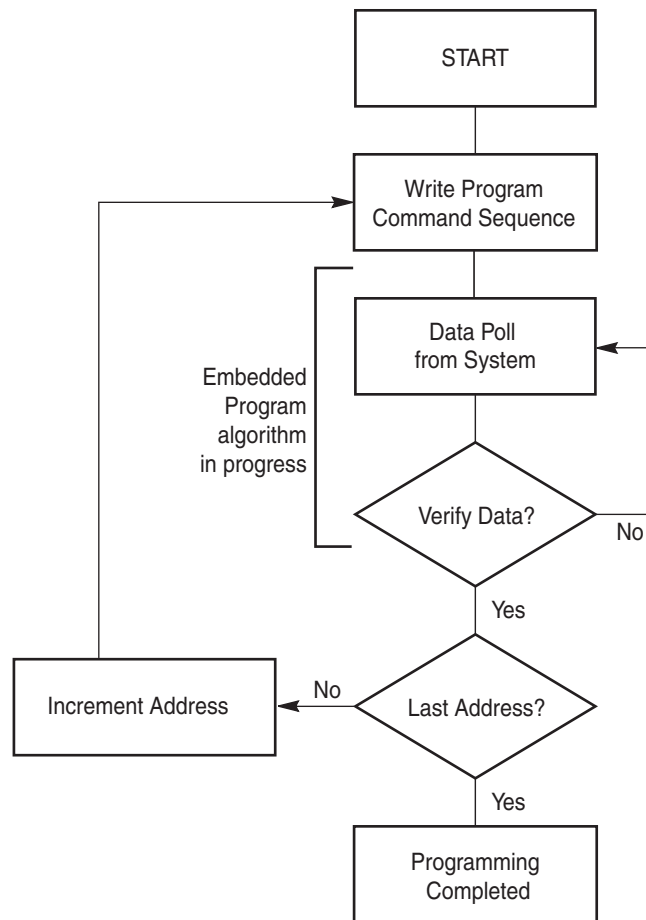 START
Write Program
Command Sequence
Data Poll
from System
Embedded
Program
algorithm
in progress
Verify Data?
No
Yes
Increment Address
No
Last Address?
Yes
Programming
Completed